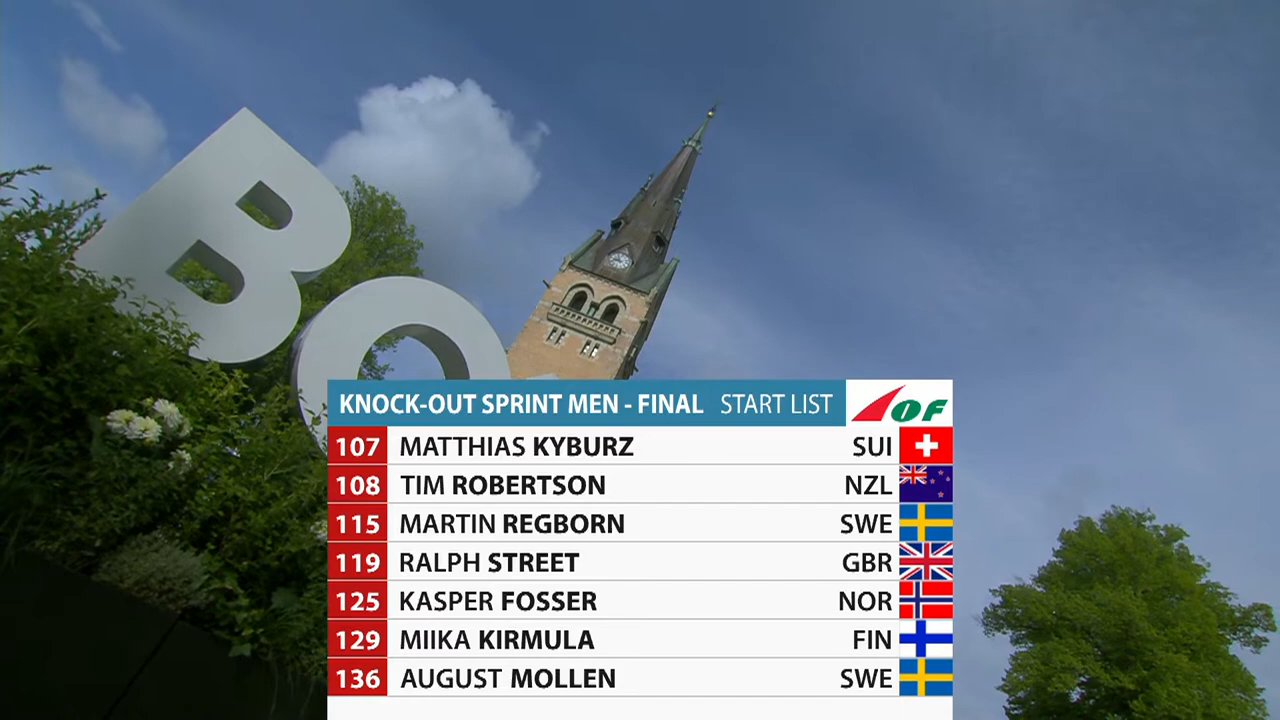 BO
KNOCK-OUT SPRINT MEN - FINAL START LIST IOF
107 MATTHIAS KYBURZ SUI
108 TIM ROBERTSON NZL
115 MARTIN REGBORN SWE
119 RALPH STREET GBR
125 KASPER FOSSER NOR
129 MIIKA KIRMULA FIN
136 AUGUST MOLLEN SWE